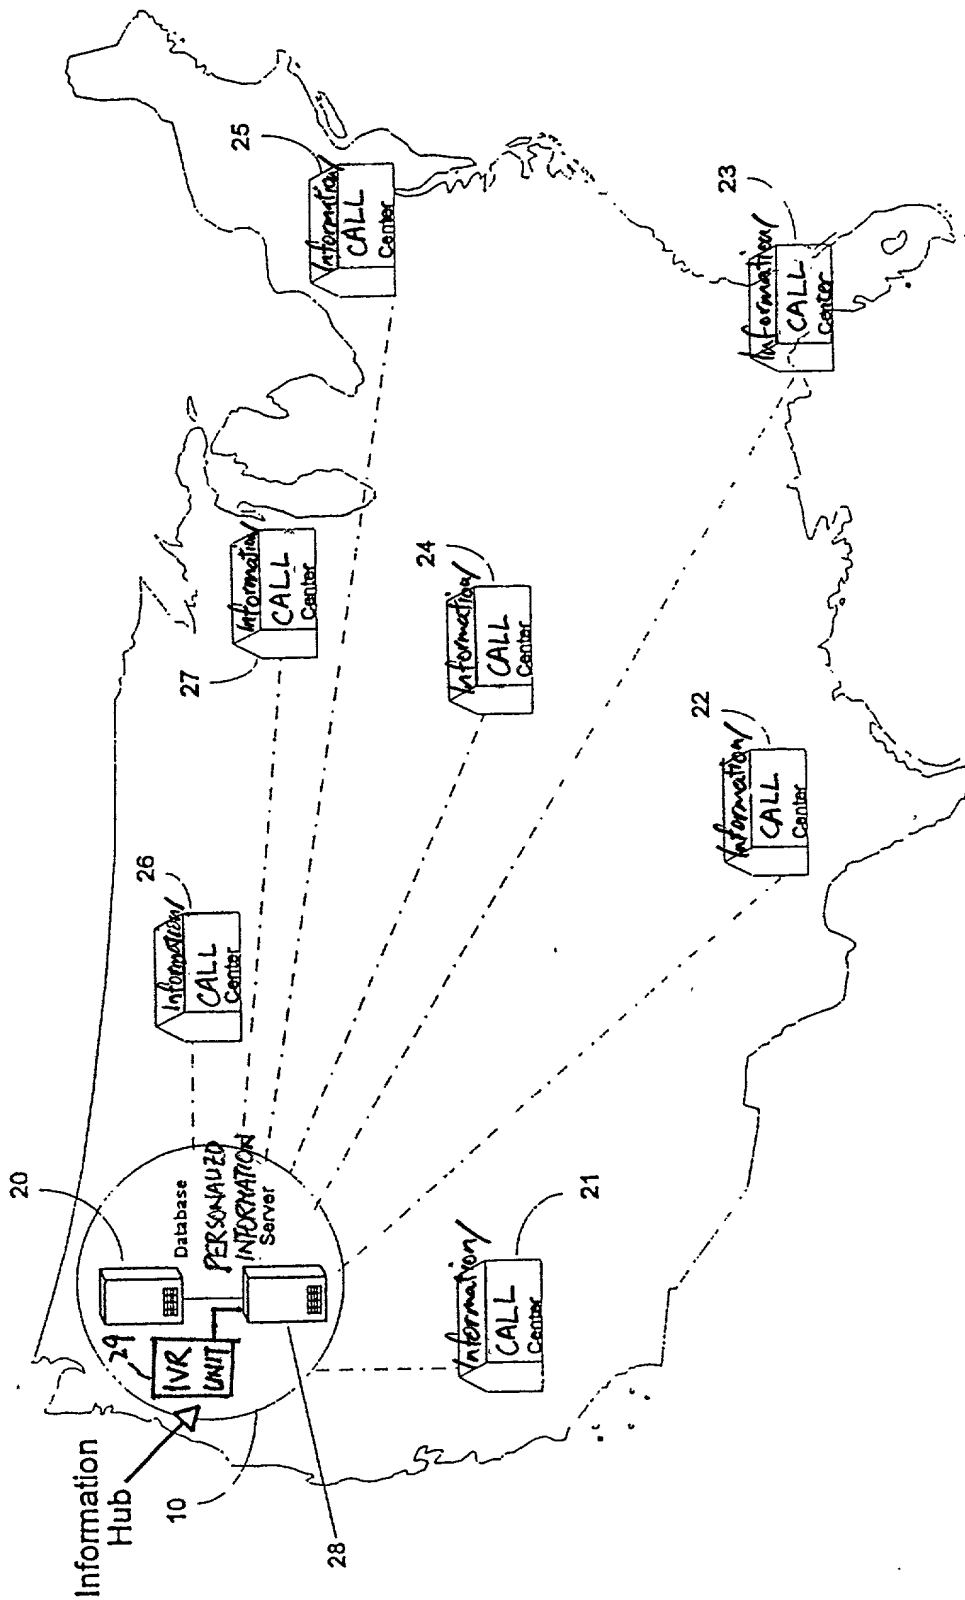 Information
Hub
10
29
IVR
UNIT
20
Database
PERSONALIZED
INFORMATION
Server
28
Information/
CALL
Center
21
Information/
CALL
Center
26
Information/
CALL
Center
27
Information/
CALL
Center
24
Information/
CALL
Center
22
Information/
CALL
Center
25
Information/
CALL
Center
23